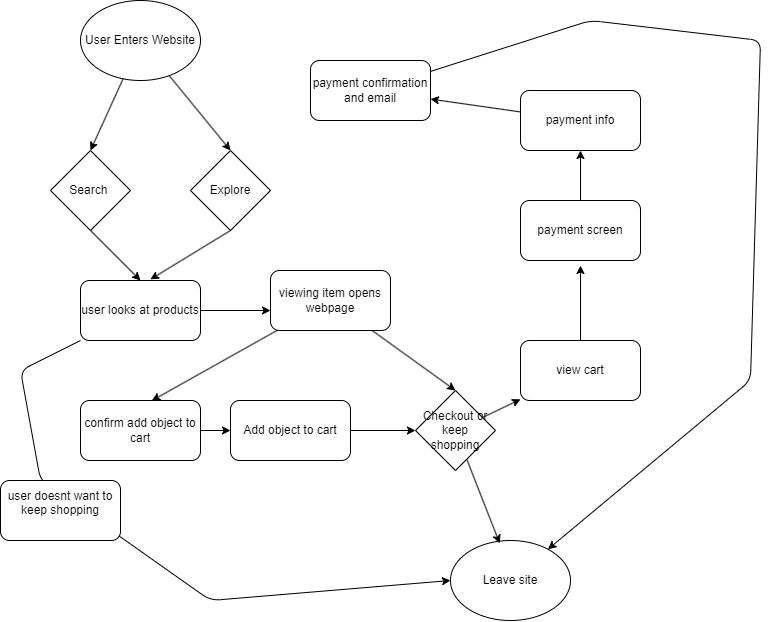 User Enters Website
payment confirmation
and email
payment info
Search
Explore
payment screen
user looks at products
viewing item opens
webpage
view cart
confirm add object to
cart
Add object to cart
Checkout or
keep
shopping
user doesnt want to
keep shopping
Leave site